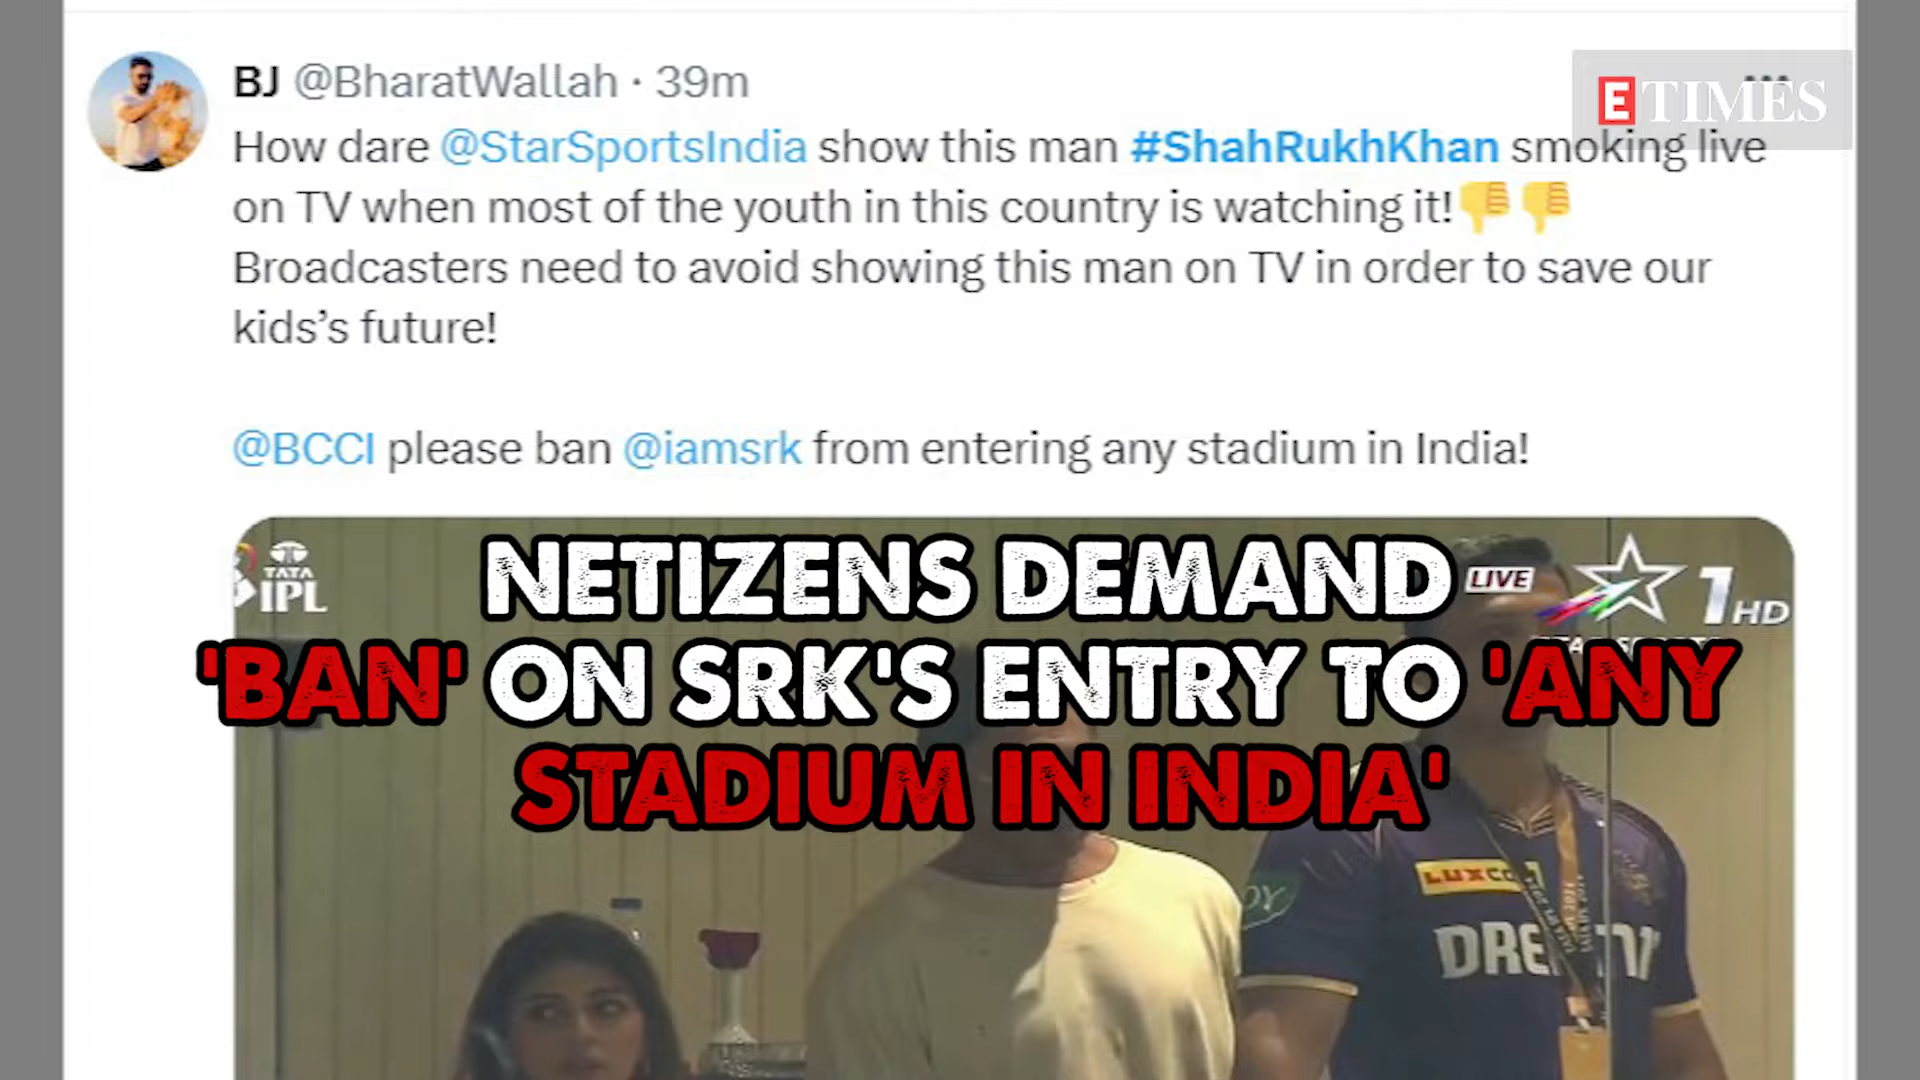 BJ @BharatWallah · 39m
ETIMES
How dare @StarSportsIndia show this man #ShahRukhKhan smoking live
on TV when most of the youth in this country is watching it!👎👎
Broadcasters need to avoid showing this man on TV in order to save our
kids’s future!
@BCCI please ban @iamsrk from entering any stadium in India!
TATA
IPL
LIVE
1HD
NETIZENS DEMAND
'BAN' ON SRK'S ENTRY TO 'ANY
STADIUM IN INDIA'